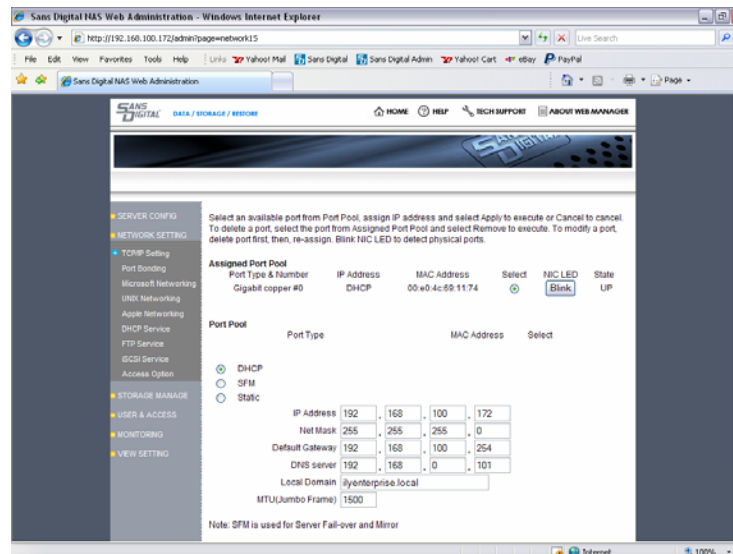 Sans Digital NAS Web Administration - Windows Internet Explorer
http://192.168.100.172/admin?page=network15
Live Search
File Edit View Favorites Tools Help Links Yahoo! Mail Sans Digital Sans Digital Admin Yahoo! Cart eBay PayPal
Sans Digital NAS Web Administration
Page
SANS DIGITAL DATA / STORAGE / RESTORE HOME HELP TECH SUPPORT ABOUT WEB MANAGER
SERVER CONFIG
NETWORK SETTING
TCP/IP Setting
Port Bonding
Microsoft Networking
UNIX Networking
Apple Networking
DHCP Service
FTP Service
iSCSI Service
Access Option
STORAGE MANAGE
USER & ACCESS
MONITORING
VIEW SETTING
Select an available port from Port Pool, assign IP address and select Apply to execute or Cancel to cancel.
To delete a port, select the port from Assigned Port Pool and select Remove to execute. To modify a port,
delete port first, then, re-assign. Blink NIC LED to detect physical ports.
Assigned Port Pool
Port Type & Number IP Address MAC Address Select NIC LED State
Gigabit copper #0 DHCP 00:e0:4c:69:11:74 Blink UP
Port Pool
Port Type MAC Address Select
DHCP
SFM
Static
IP Address 192 . 168 . 100 . 172
Net Mask 255 . 255 . 255 . 0
Default Gateway 192 . 168 . 100 . 254
DNS server 192 . 168 . 0 . 101
Local Domain ilyenterprise.local
MTU(Jumbo Frame) 1500
Note: SFM is used for Server Fail-over and Mirror
Internet 100%